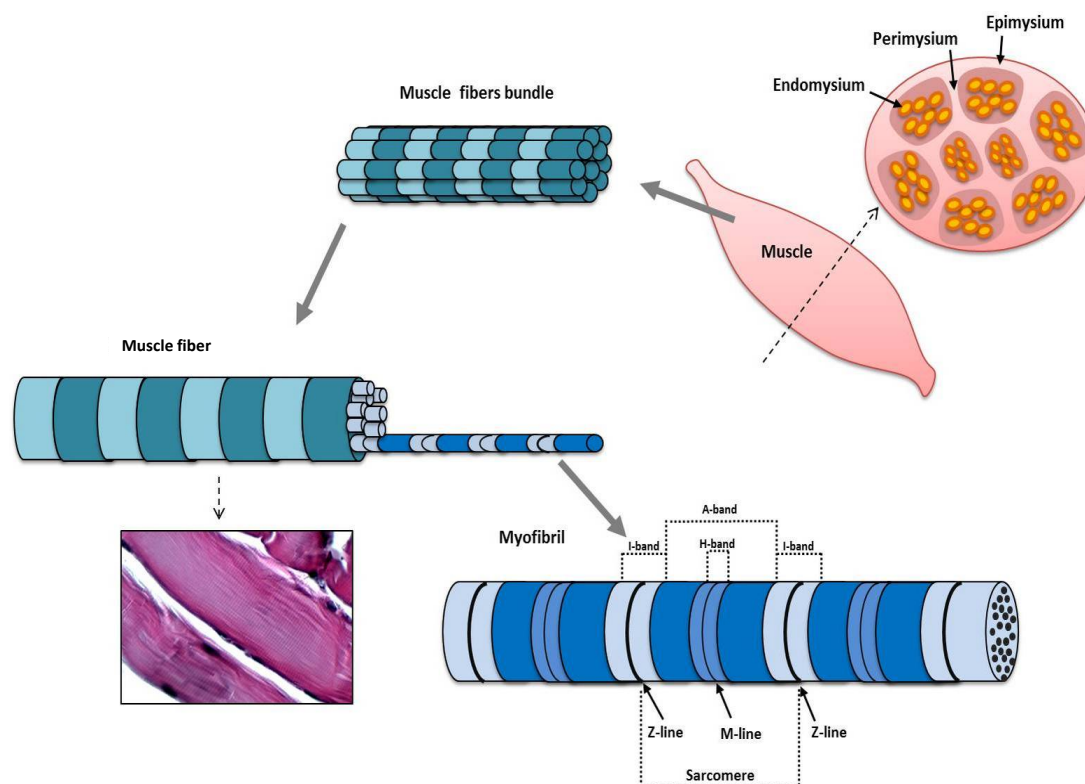 Epimysium
Perimysium
Endomysium
Muscle fibers bundle
Muscle
Muscle fiber
Myofibril
A-band
I-band
H-band
I-band
Z-line
M-line
Z-line
Sarcomere